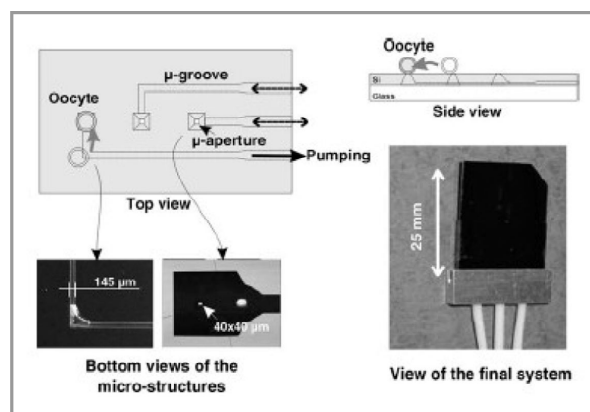 μ-groove
Oocyte
μ-aperture
Pumping
Top view
Oocyte
Si
Glass
Side view
145 μm
40x40 μm
25 mm
Bottom views of the
micro-structures
View of the final system